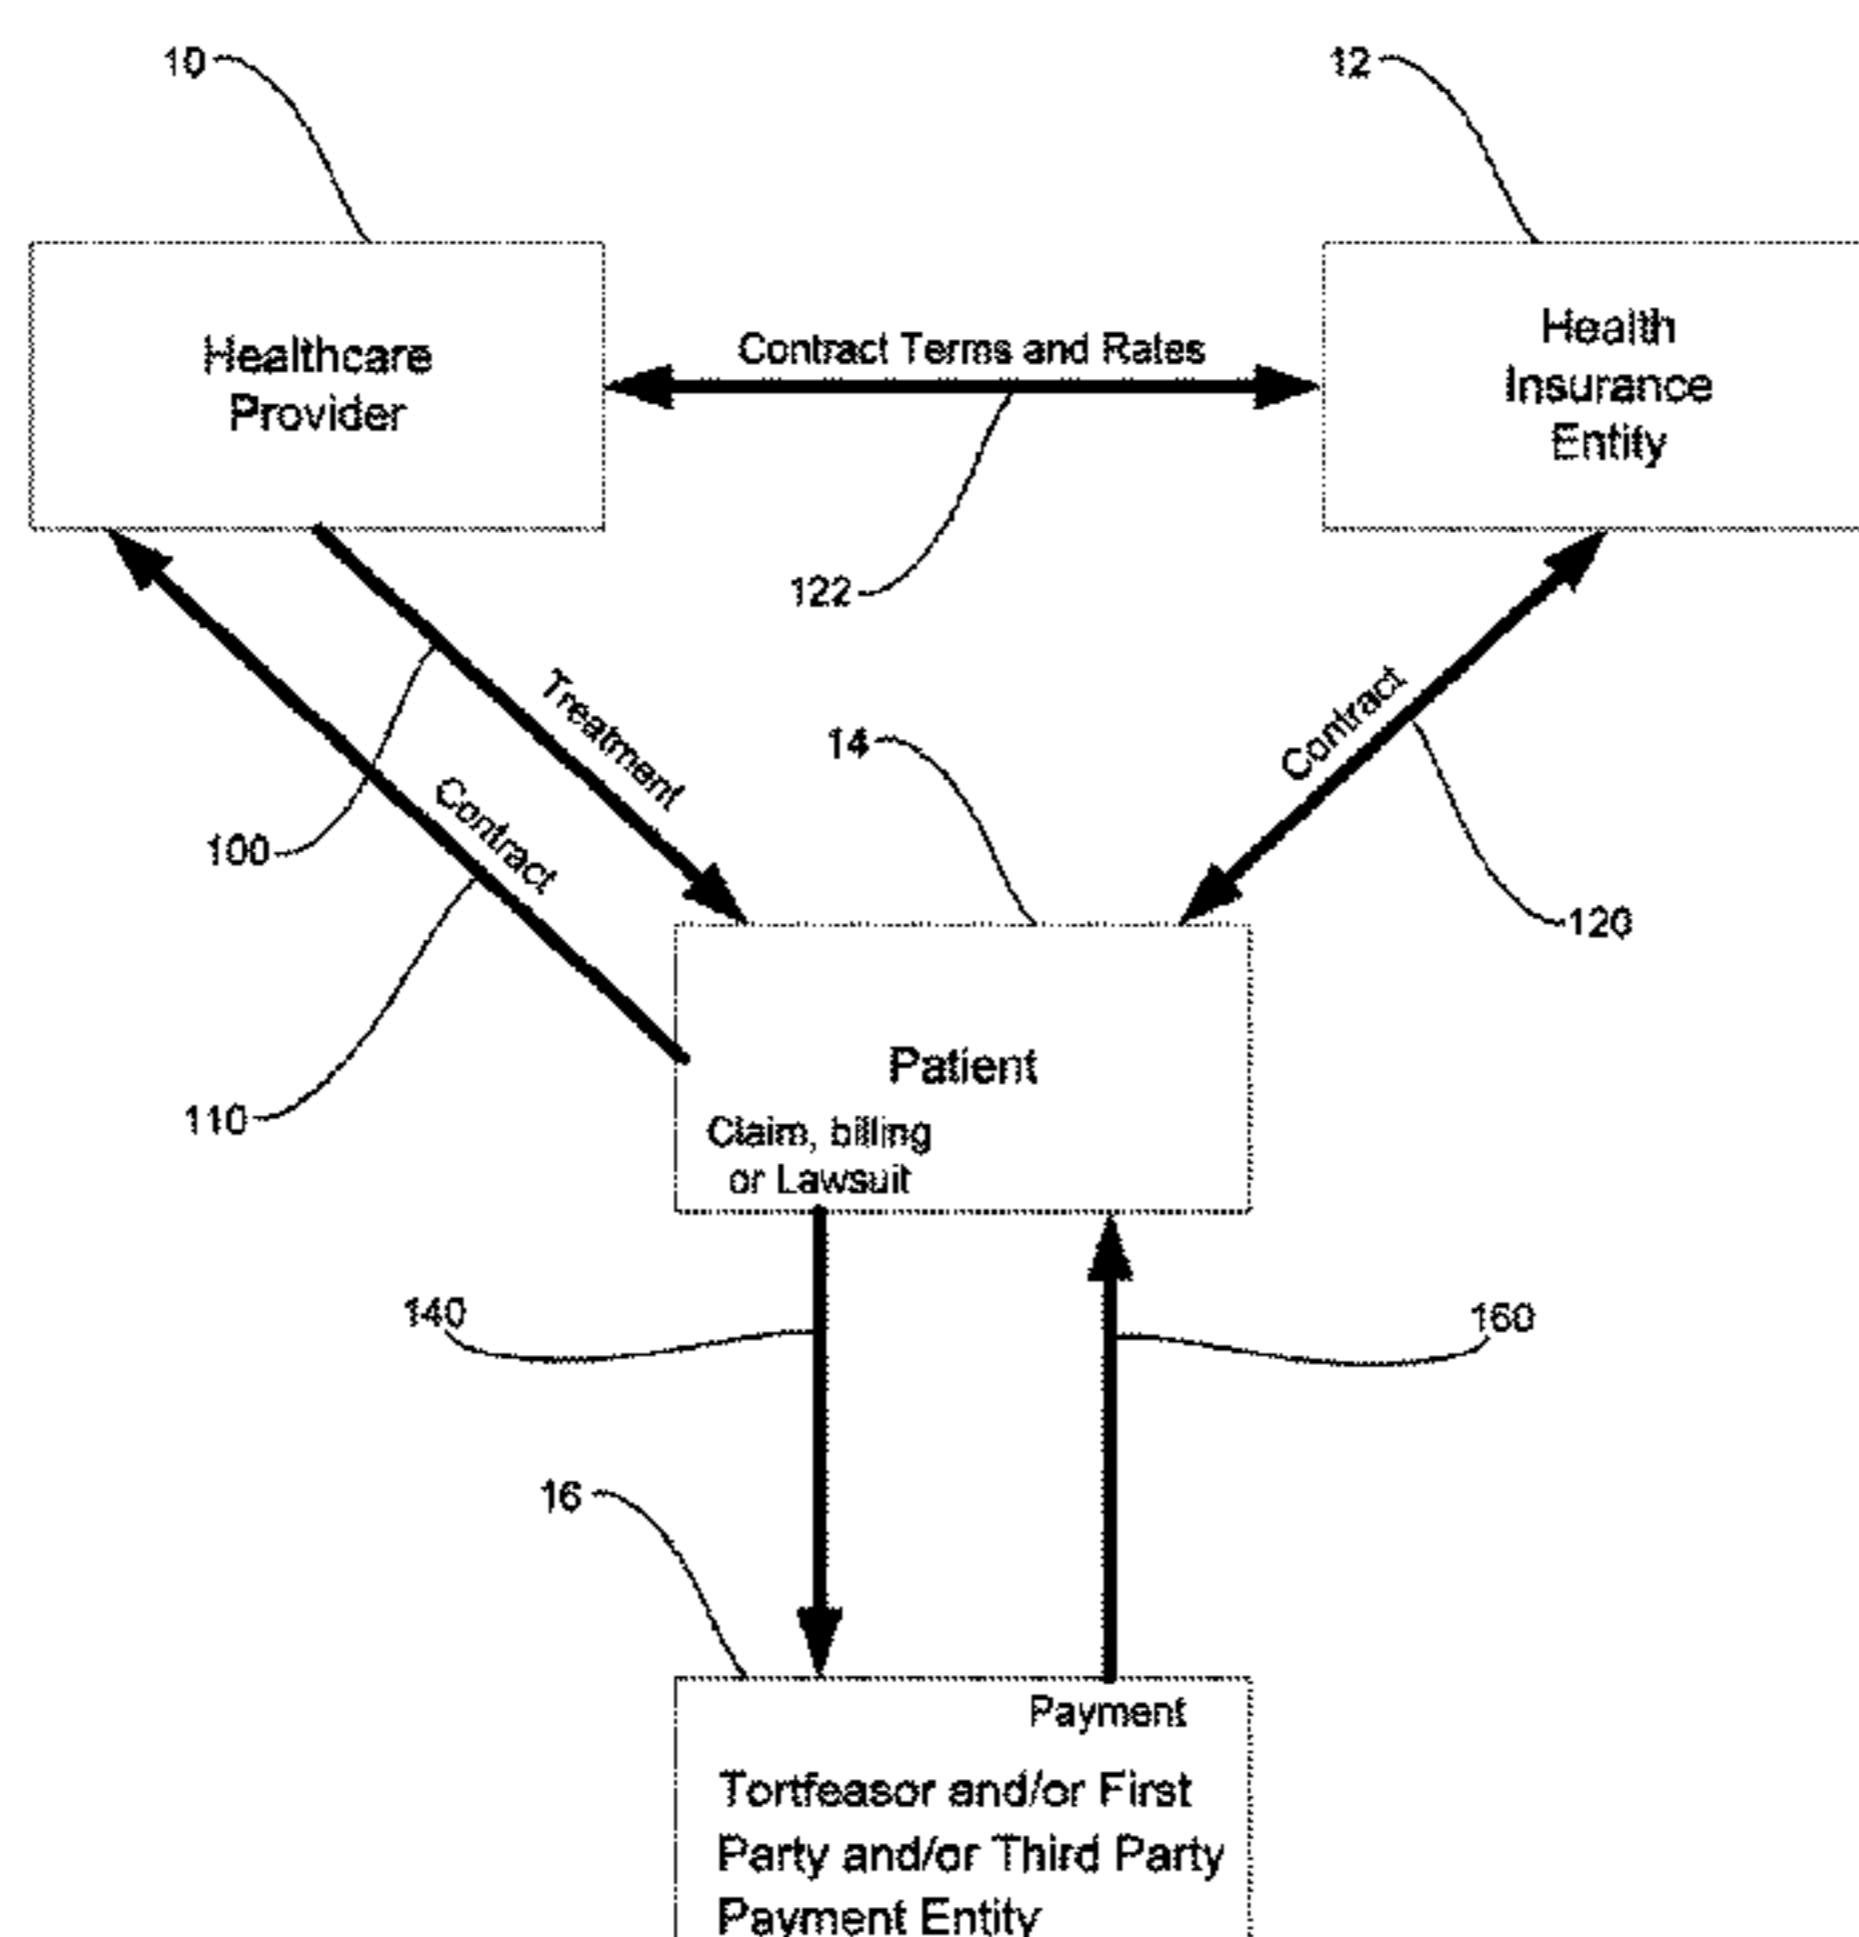 10
12
Healthcare
Provider
Contract Terms and Rates
Health
Insurance
Entity
122
Treatment
Contract
14
Contract
100
120
110
Patient
Claim, billing
or Lawsuit
140
160
16
Payment
Tortfeasor and/or First
Party and/or Third Party
Payment Entity